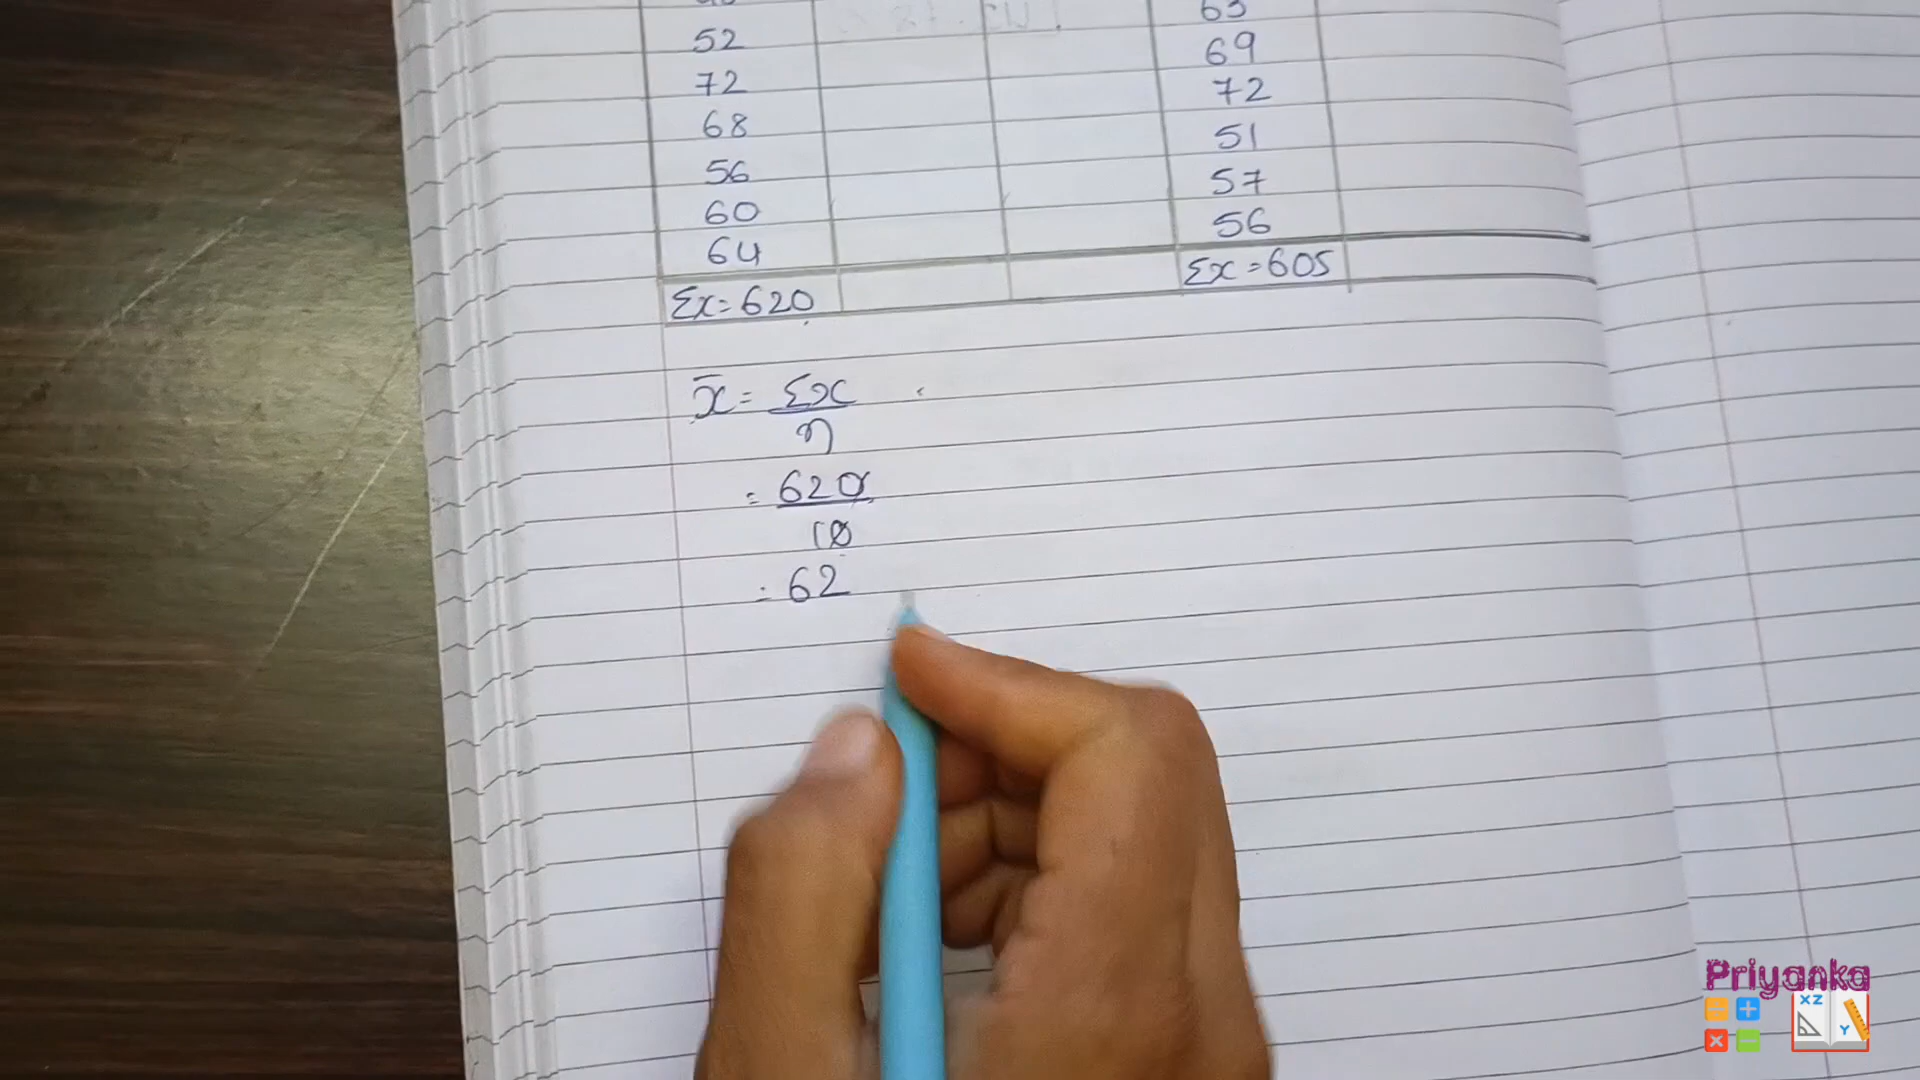 52 69
72 72
68 51
56 57
60 56
64
Σx = 605
Σx = 620
x̄ = Σx
n
= 620
10
= 62
Priyanka
XZ
Y